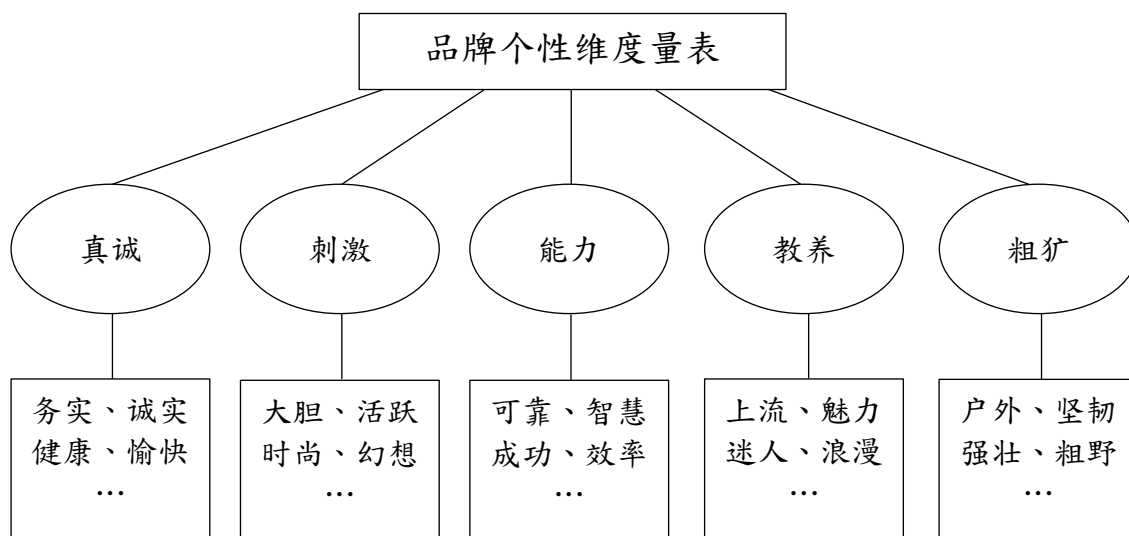 品牌个性维度量表
真诚
刺激
能力
教养
粗犷
务实、诚实
健康、愉快
…
大胆、活跃
时尚、幻想
…
可靠、智慧
成功、效率
…
上流、魅力
迷人、浪漫
…
户外、坚韧
强壮、粗野
…